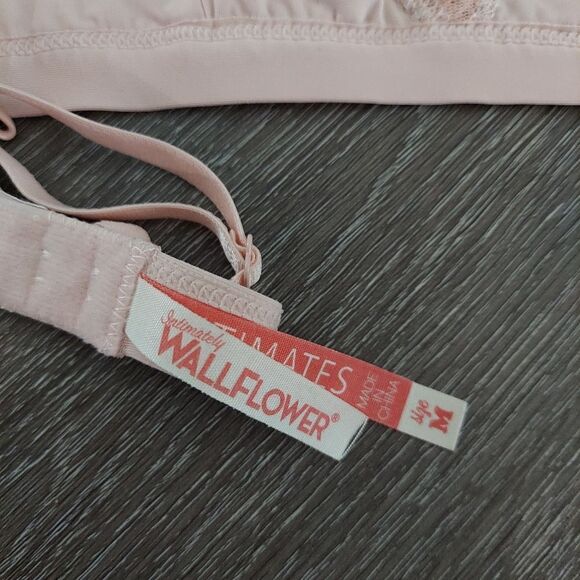 Intimately
WALLFLOWER®
TIMATES
MADE
IN
CHINA
size
M